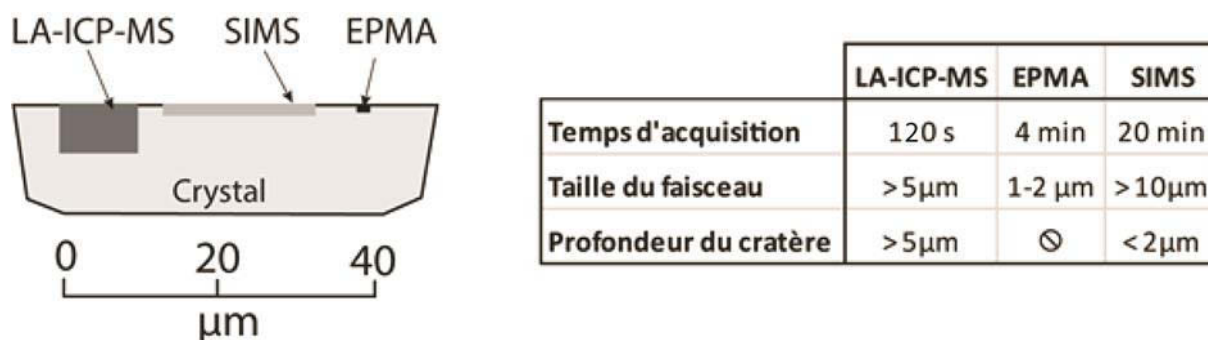 LA-ICP-MS SIMS EPMA
Crystal
0 20 40
µm
LA-ICP-MS EPMA SIMS
Temps d'acquisition 120 s 4 min 20 min
Taille du faisceau >5µm 1-2 µm >10µm
Profondeur du cratère >5µm ⦸ <2µm